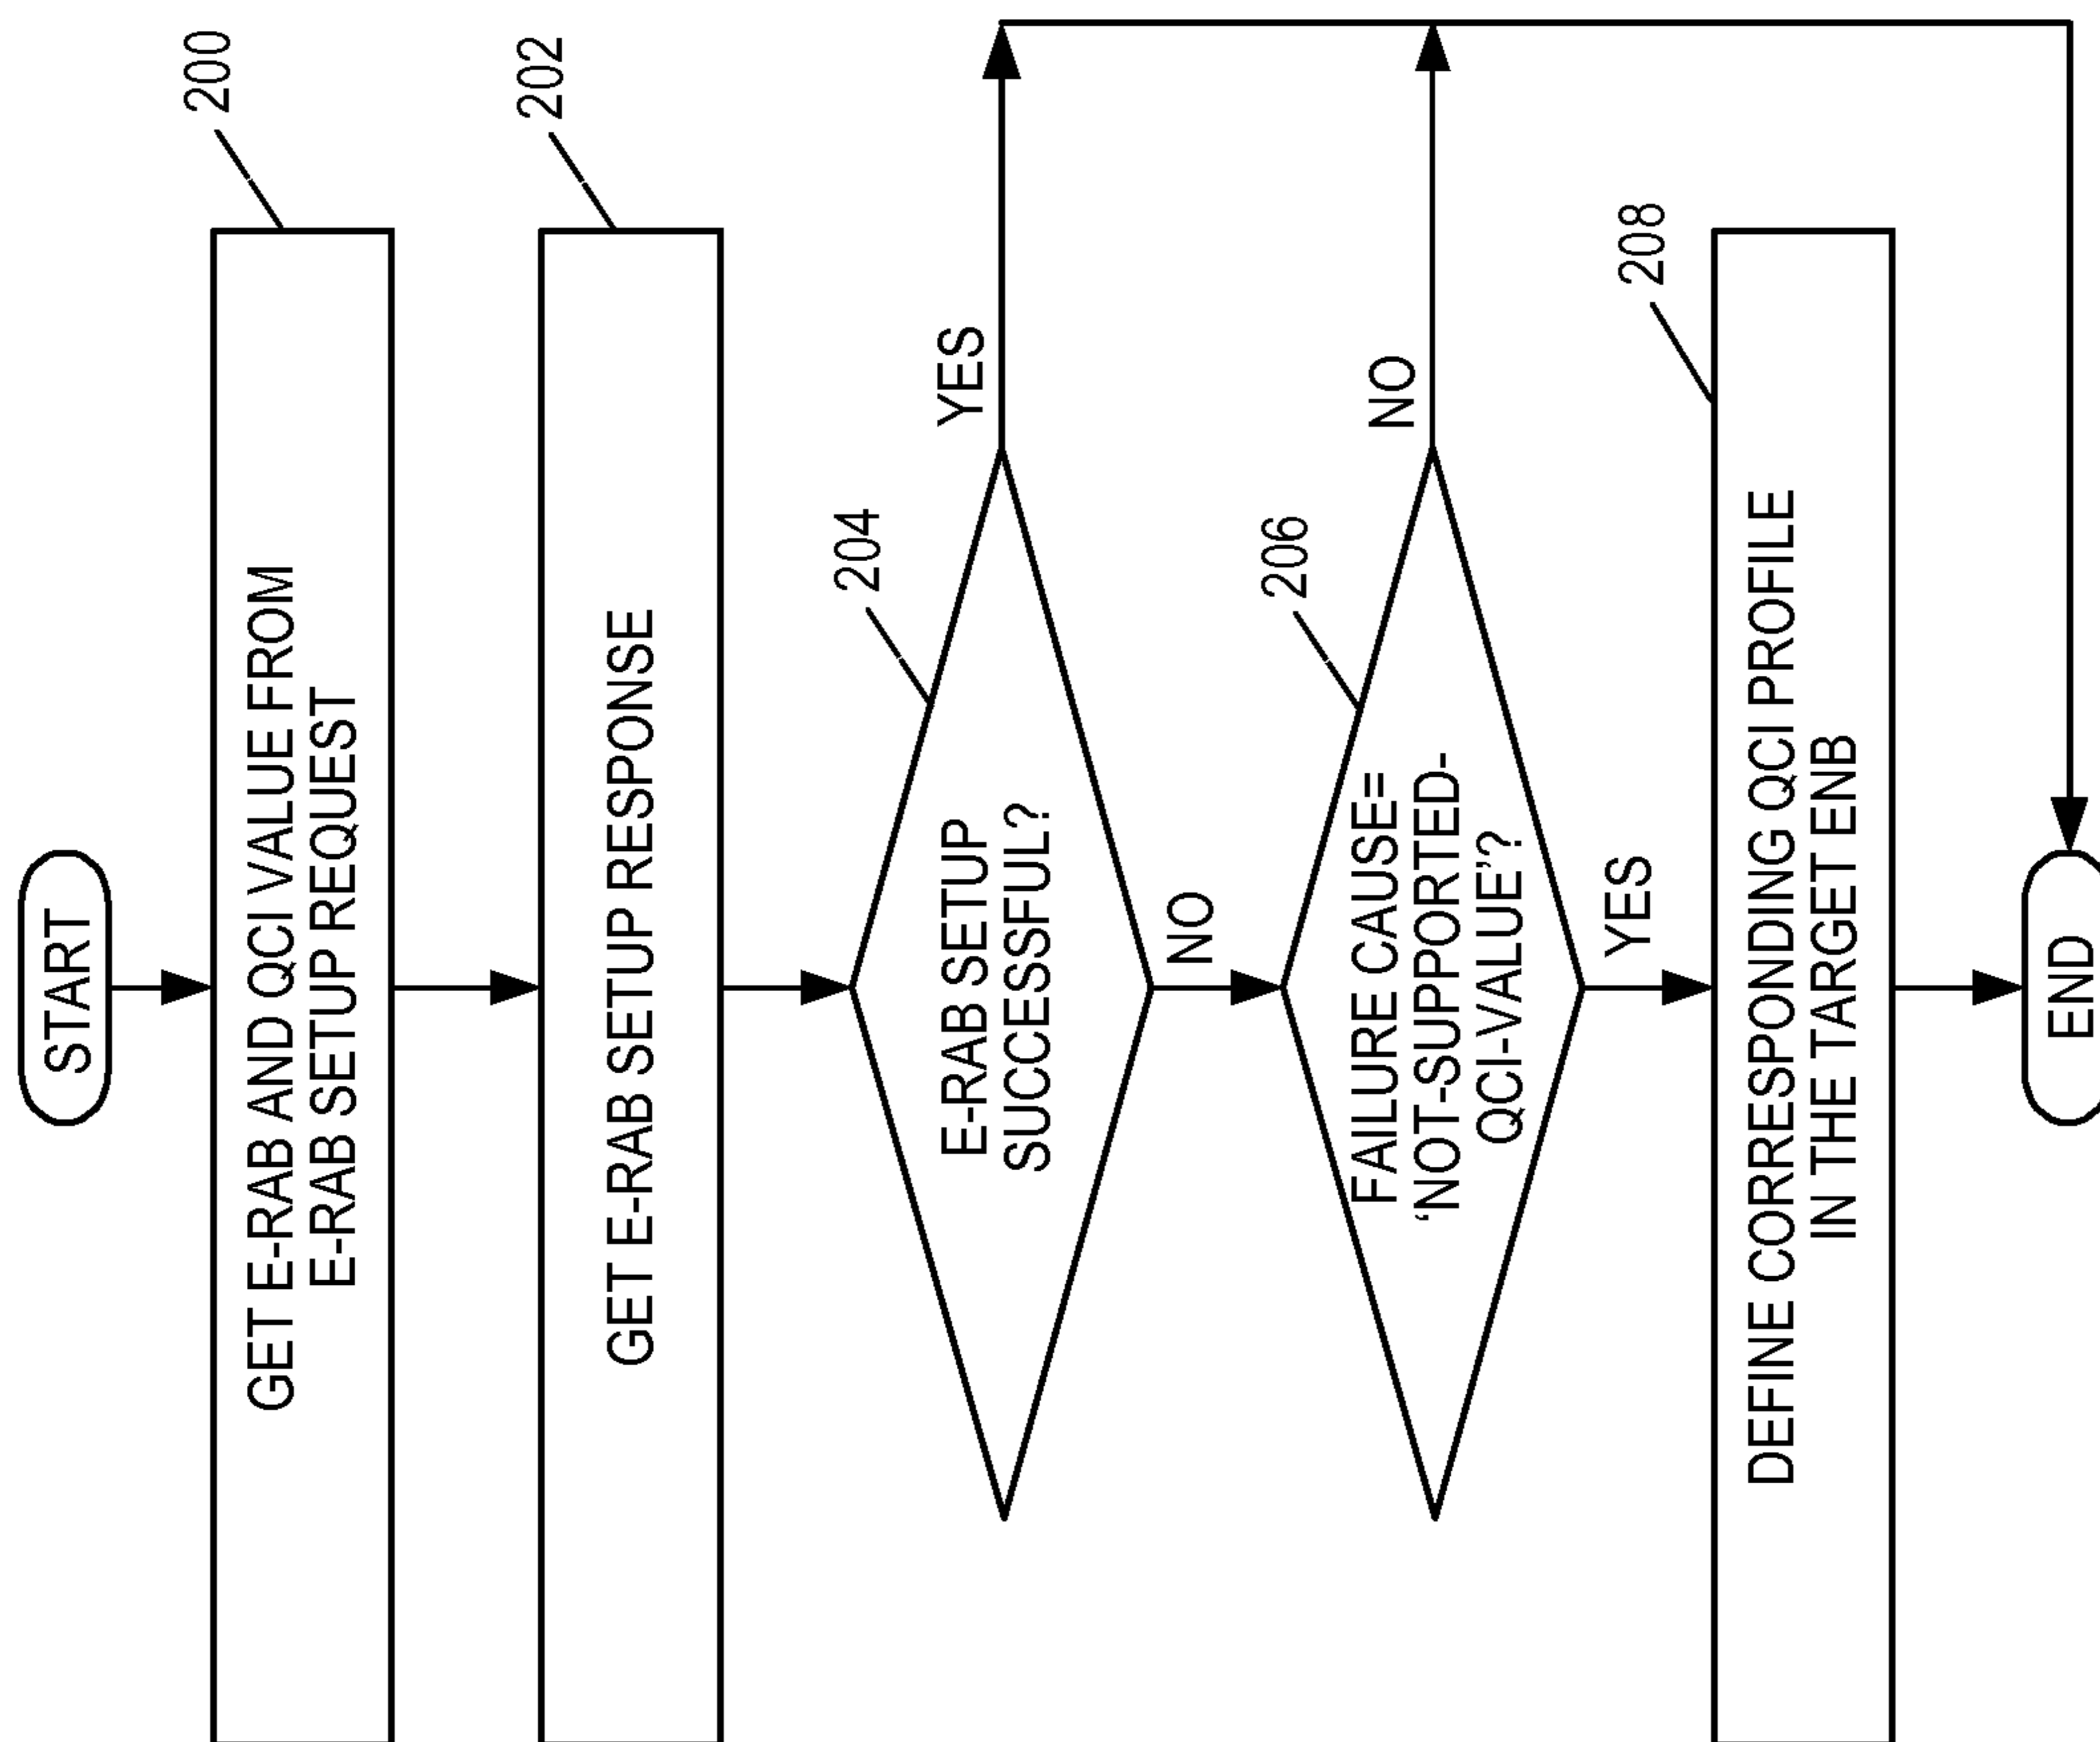 START
200
GET E-RAB AND QCI VALUE FROM
E-RAB SETUP REQUEST
202
GET E-RAB SETUP RESPONSE
204
E-RAB SETUP
SUCCESSFUL?
YES
NO
206
FAILURE CAUSE=
‘NOT-SUPPORTED-
QCI-VALUE’?
NO
YES
208
DEFINE CORRESPONDING QCI PROFILE
IN THE TARGET ENB
END